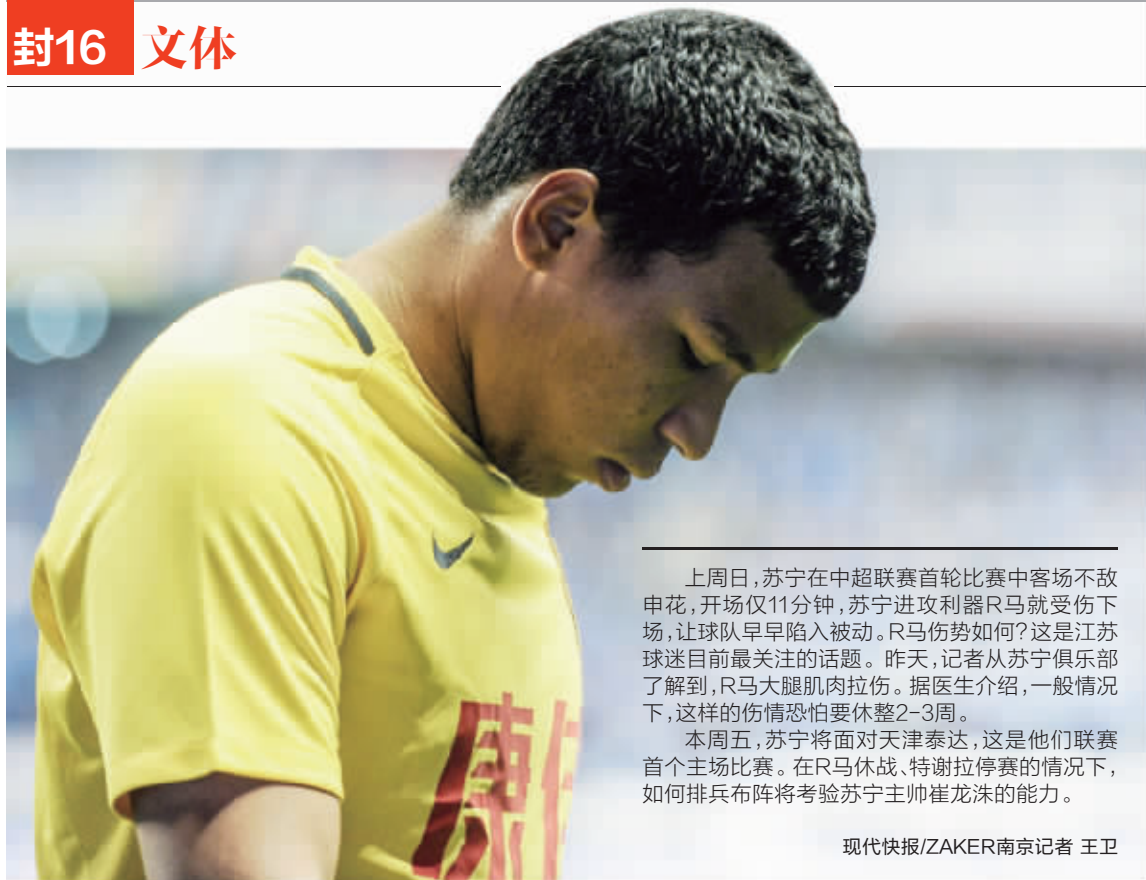 封16 文体
上周日,苏宁在中超联赛首轮比赛中客场不敌
申花,开场仅11分钟,苏宁进攻利器R马就受伤下
场,让球队早早陷入被动。R马伤势如何?这是江苏
球迷目前最关注的话题。昨天,记者从苏宁俱乐部
了解到,R马大腿肌肉拉伤。据医生介绍,一般情况
下,这样的伤情恐怕要休整2-3周。
本周五,苏宁将面对天津泰达,这是他们联赛
首个主场比赛。在R马休战、特谢拉停赛的情况下,
如何排兵布阵将考验苏宁主帅崔龙洙的能力。
现代快报/ZAKER南京记者 王卫
康